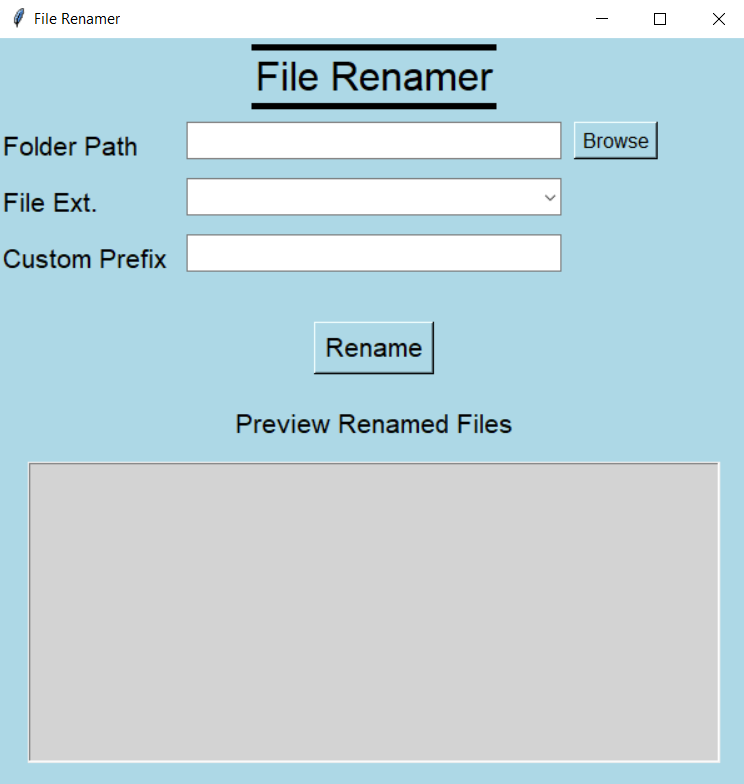 File Renamer
File Renamer
Folder Path
Browse
File Ext.
Custom Prefix
Rename
Preview Renamed Files